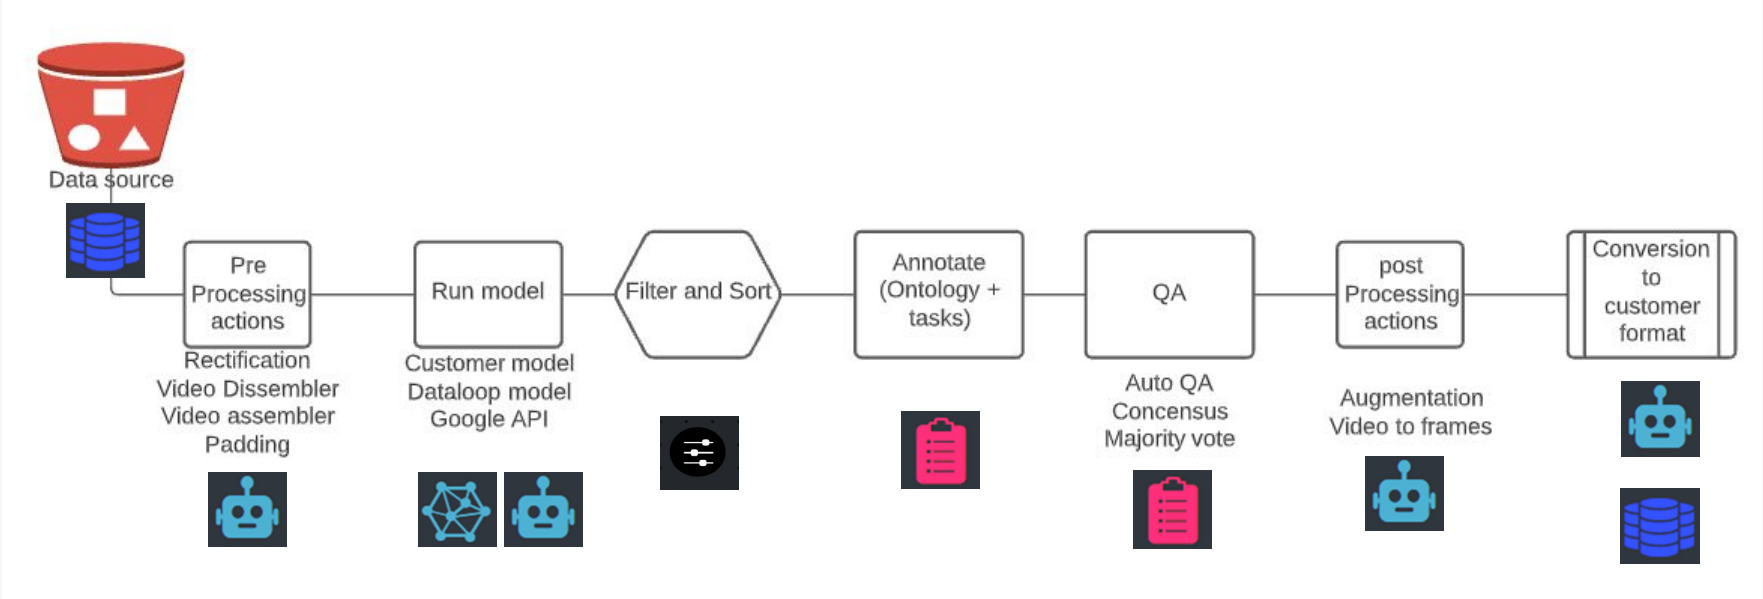 Data source
Pre
Processing
actions
Rectification
Video Dissembler
Video assembler
Padding
Run model
Customer model
Dataloop model
Google API
Filter and Sort
Annotate
(Ontology +
tasks)
QA
Auto QA
Concensus
Majority vote
post
Processing
actions
Augmentation
Video to frames
Conversion
to
customer
format